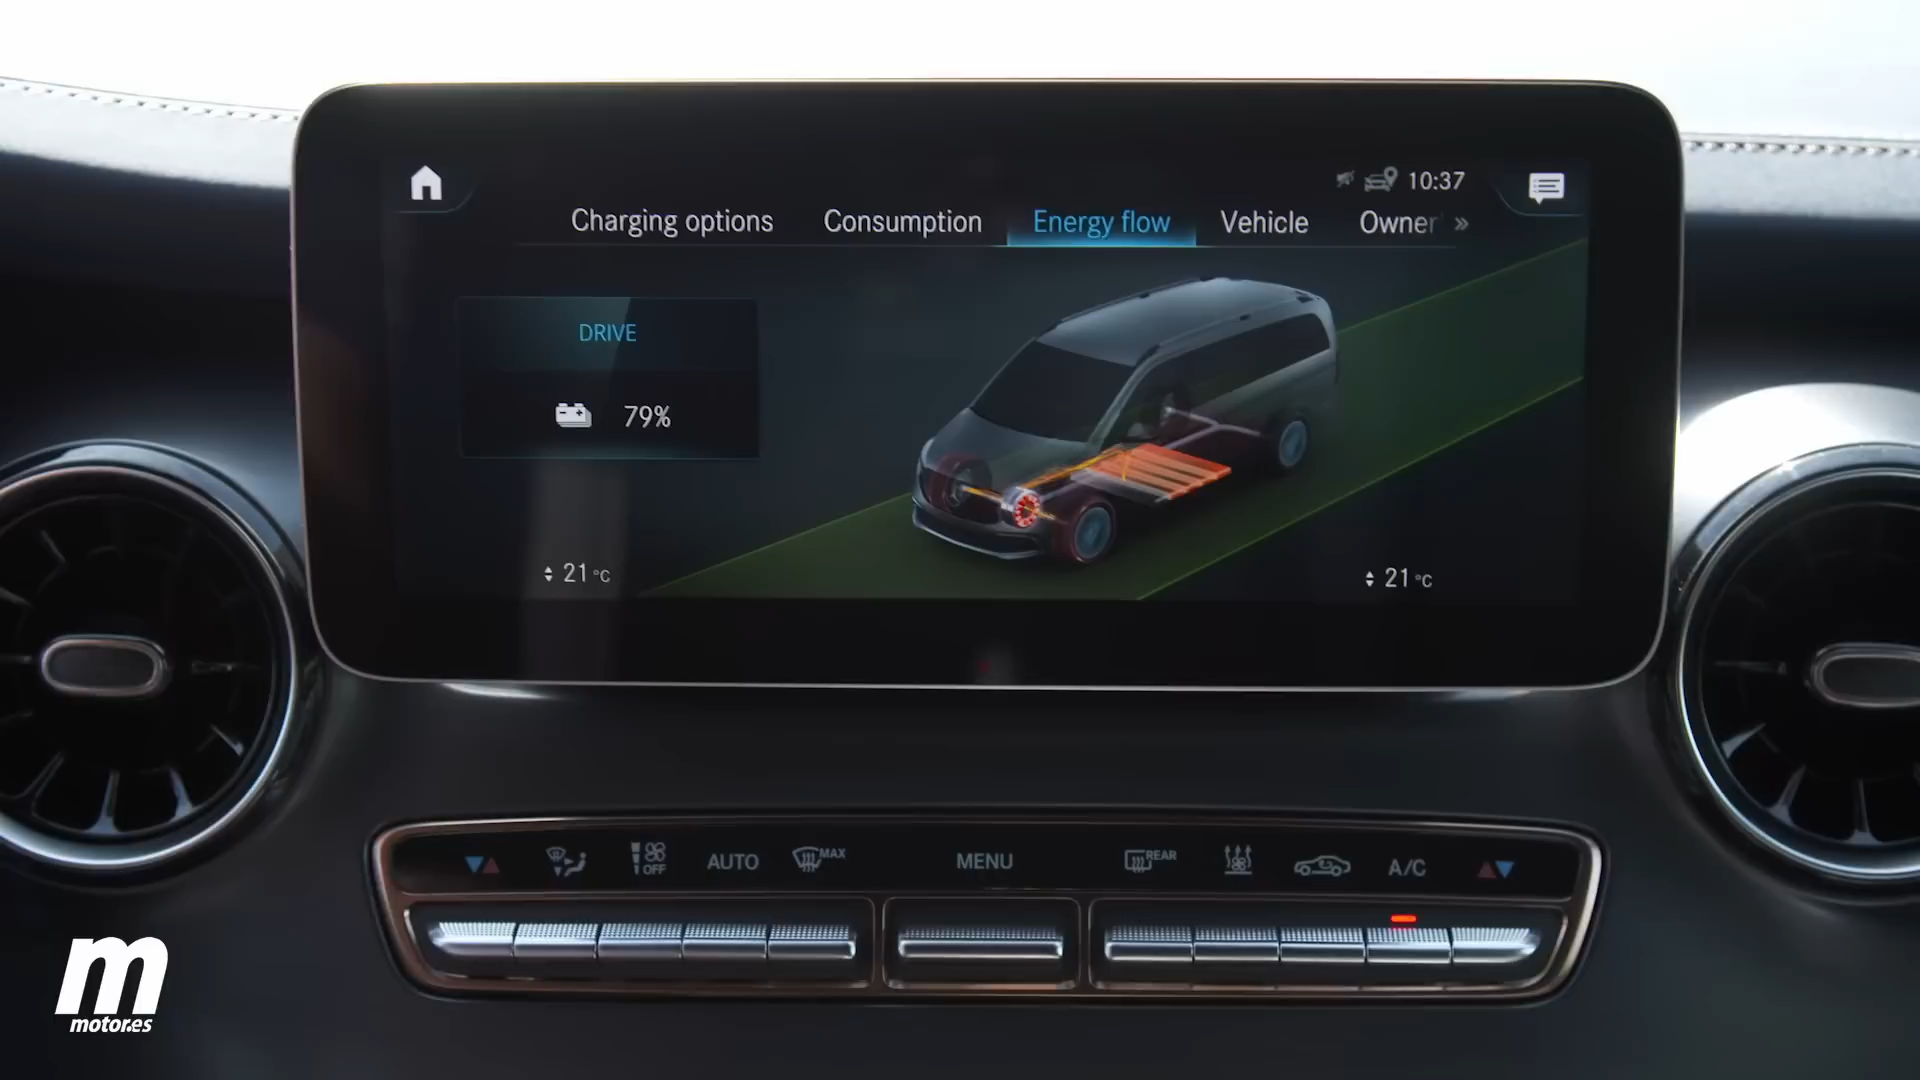 10:37
Charging options Consumption Energy flow Vehicle Owner »
DRIVE
79%
21 °C 21 °C
OFF AUTO MAX MENU REAR A/C
m
motor.es